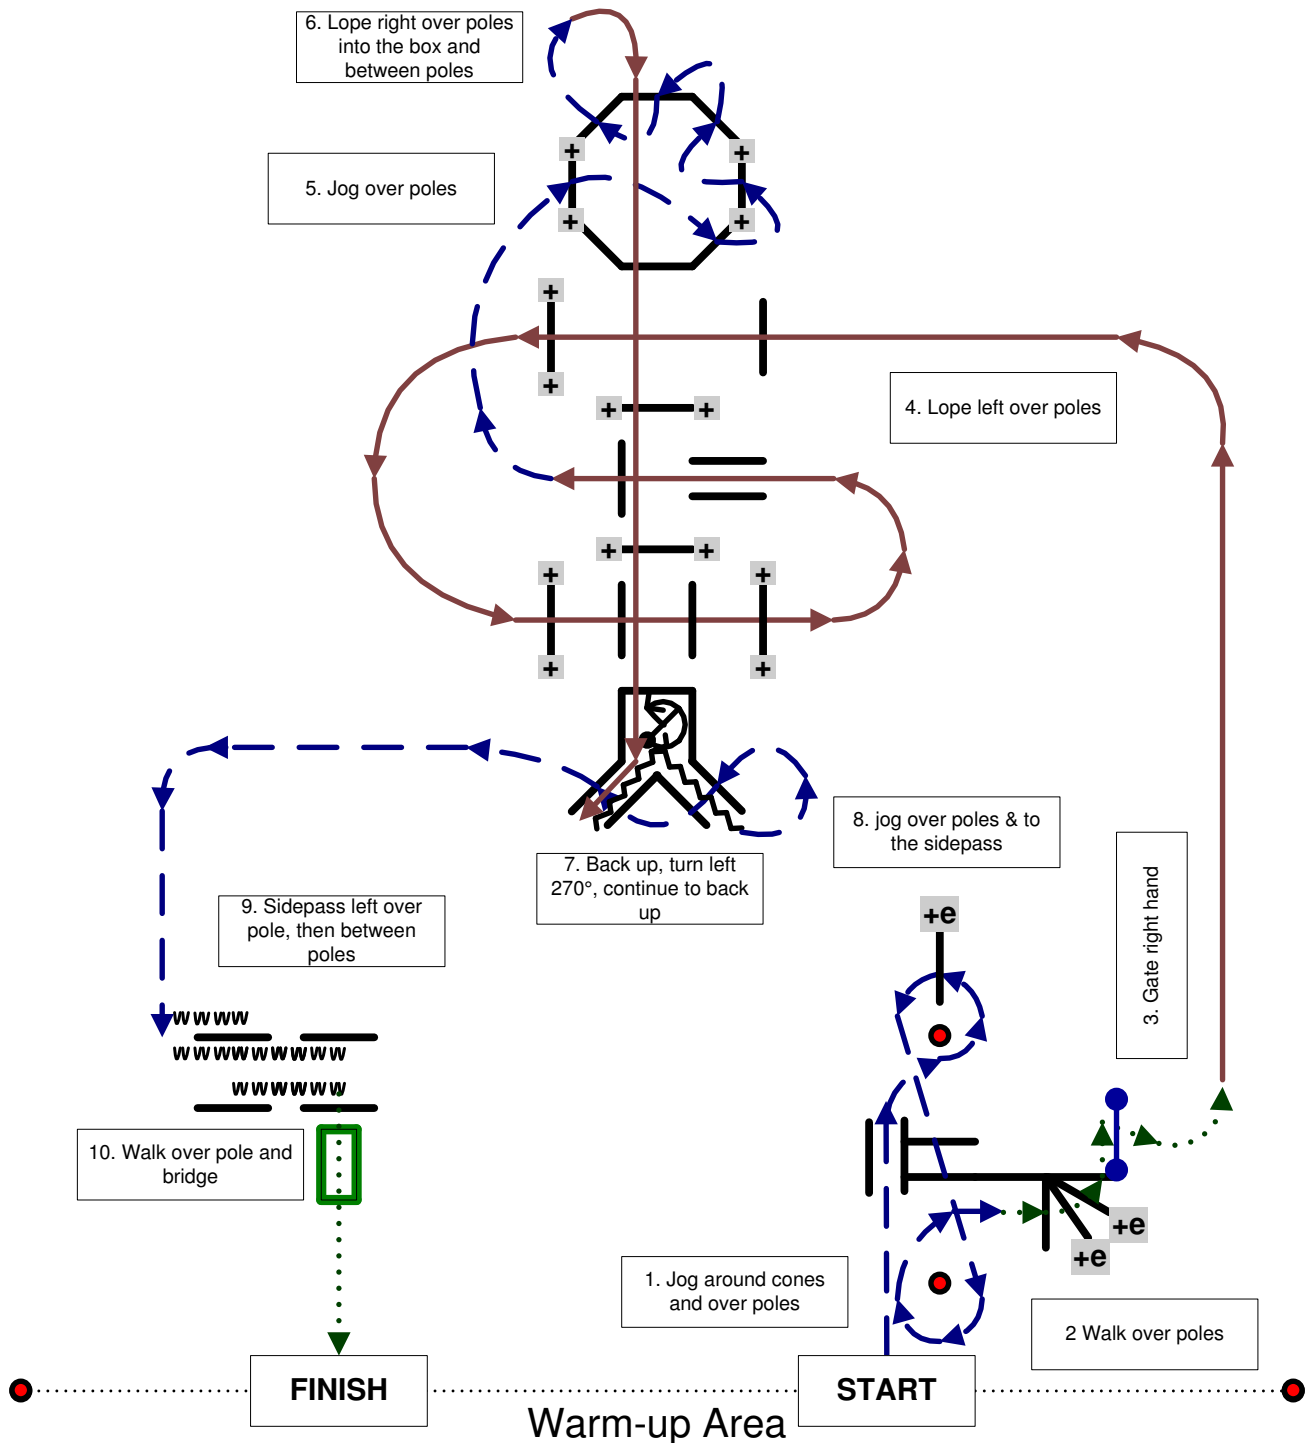 6. Lope right over poles
into the box and
between poles
5. Jog over poles
+
+
+
+
+
+
4. Lope left over poles
+
+
+
+
+
+
+
+
8. jog over poles & to
the sidepass
7. Back up, turn left
270°, continue to back
up
3. Gate right hand
9. Sidepass left over
pole, then between
poles
+e
w w w w
w w w w w w w w w
w w w w w w
10. Walk over pole and
bridge
+e
+e
1. Jog around cones
and over poles
2 Walk over poles
FINISH
START
Warm-up Area